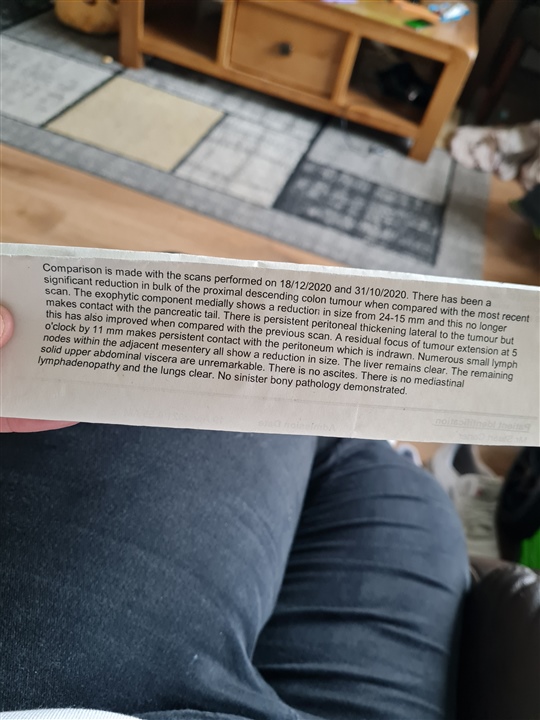 Comparison is made with the scans performed on 18/12/2020 and 31/10/2020. There has been a
significant reduction in bulk of the proximal descending colon tumour when compared with the most recent
scan. The exophytic component medially shows a reduction in size from 24-15 mm and this no longer
makes contact with the pancreatic tail. There is persistent peritoneal thickening lateral to the tumour but
this has also improved when compared with the previous scan. A residual focus of tumour extension at 5
o'clock by 11 mm makes persistent contact with the peritoneum which is indrawn. Numerous small lymph
nodes within the adjacent mesentery all show a reduction in size. The liver remains clear. The remaining
solid upper abdominal viscera are unremarkable. There is no ascites. There is no mediastinal
lymphadenopathy and the lungs clear. No sinister bony pathology demonstrated.